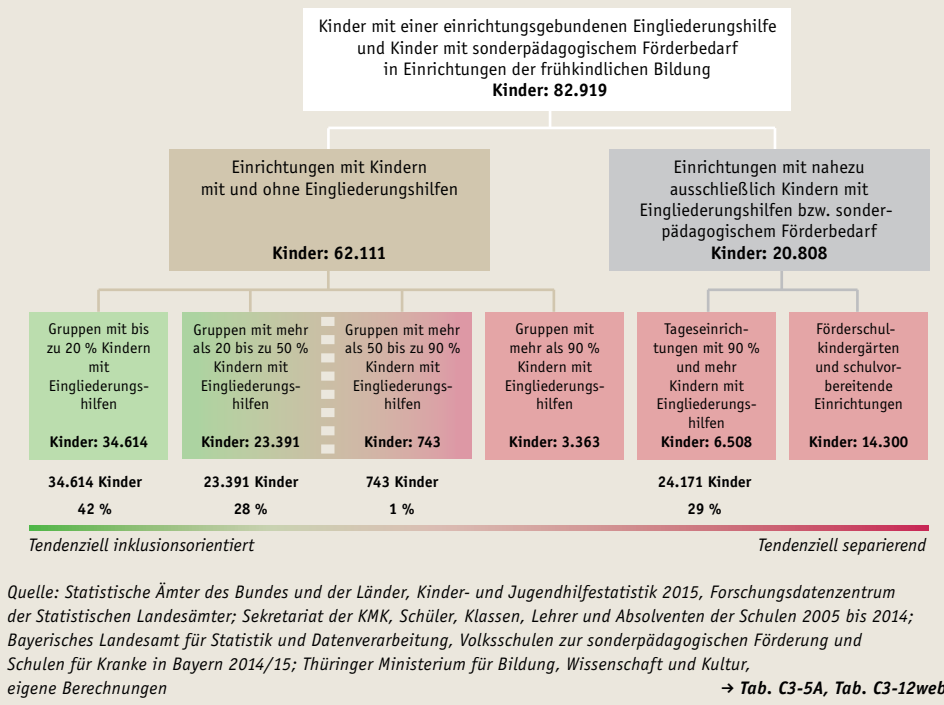 Kinder mit einer einrichtungsgebundenen Eingliederungshilfe
und Kinder mit sonderpädagogischem Förderbedarf
in Einrichtungen der frühkindlichen Bildung
Kinder: 82.919
Einrichtungen mit Kindern
mit und ohne Eingliederungshilfen
Kinder: 62.111
Einrichtungen mit nahezu
ausschließlich Kindern mit
Eingliederungshilfen bzw. sonder-
pädagogischem Förderbedarf
Kinder: 20.808
Gruppen mit bis
zu 20 % Kindern
mit
Eingliederungs-
hilfen
Kinder: 34.614
Gruppen mit mehr
als 20 bis zu 50 %
Kindern mit
Eingliederungs-
hilfen
Kinder: 23.391
Gruppen mit mehr
als 50 bis zu 90 %
Kindern mit
Eingliederungs-
hilfen
Kinder: 743
Gruppen mit
mehr als 90 %
Kindern mit
Eingliederungs-
hilfen
Kinder: 3.363
Tageseinrich-
tungen mit 90 %
und mehr
Kindern mit
Eingliederungs-
hilfen
Kinder: 6.508
Förderschul-
kindergärten
und schulvor-
bereitende
Einrichtungen
Kinder: 14.300
34.614 Kinder
42 %
23.391 Kinder
28 %
743 Kinder
1 %
24.171 Kinder
29 %
Tendenziell inklusionsorientiert
Tendenziell separierend
Quelle: Statistische Ämter des Bundes und der Länder, Kinder- und Jugendhilfestatistik 2015, Forschungsdatenzentrum
der Statistischen Landesämter; Sekretariat der KMK, Schüler, Klassen, Lehrer und Absolventen der Schulen 2005 bis 2014;
Bayerisches Landesamt für Statistik und Datenverarbeitung, Volksschulen zur sonderpädagogischen Förderung und
Schulen für Kranke in Bayern 2014/15; Thüringer Ministerium für Bildung, Wissenschaft und Kultur,
eigene Berechnungen
→ Tab. C3-5A, Tab. C3-12web